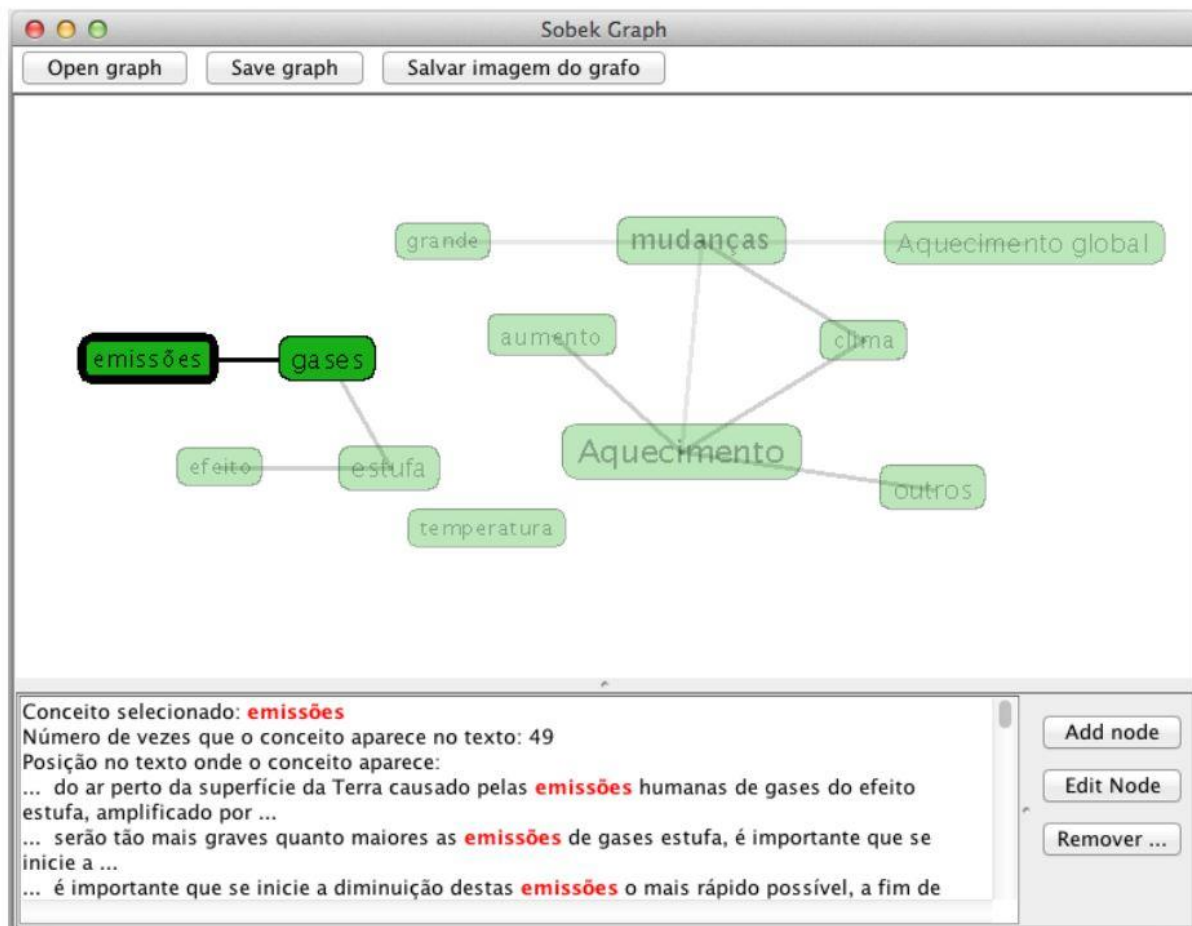 Sobek Graph
Open graph
Save graph
Salvar imagem do grafo
grande
mudanças
Aquecimento global
aumento
clima
emissões
gases
Aquecimento
efeito
estufa
outros
temperatura
Conceito selecionado: emissões
Número de vezes que o conceito aparece no texto: 49
Posição no texto onde o conceito aparece:
... do ar perto da superfície da Terra causado pelas emissões humanas de gases do efeito
estufa, amplificado por ...
... serão tão mais graves quanto maiores as emissões de gases estufa, é importante que se
inicie a ...
... é importante que se inicie a diminuição destas emissões o mais rápido possível, a fim de
Add node
Edit Node
Remover ...